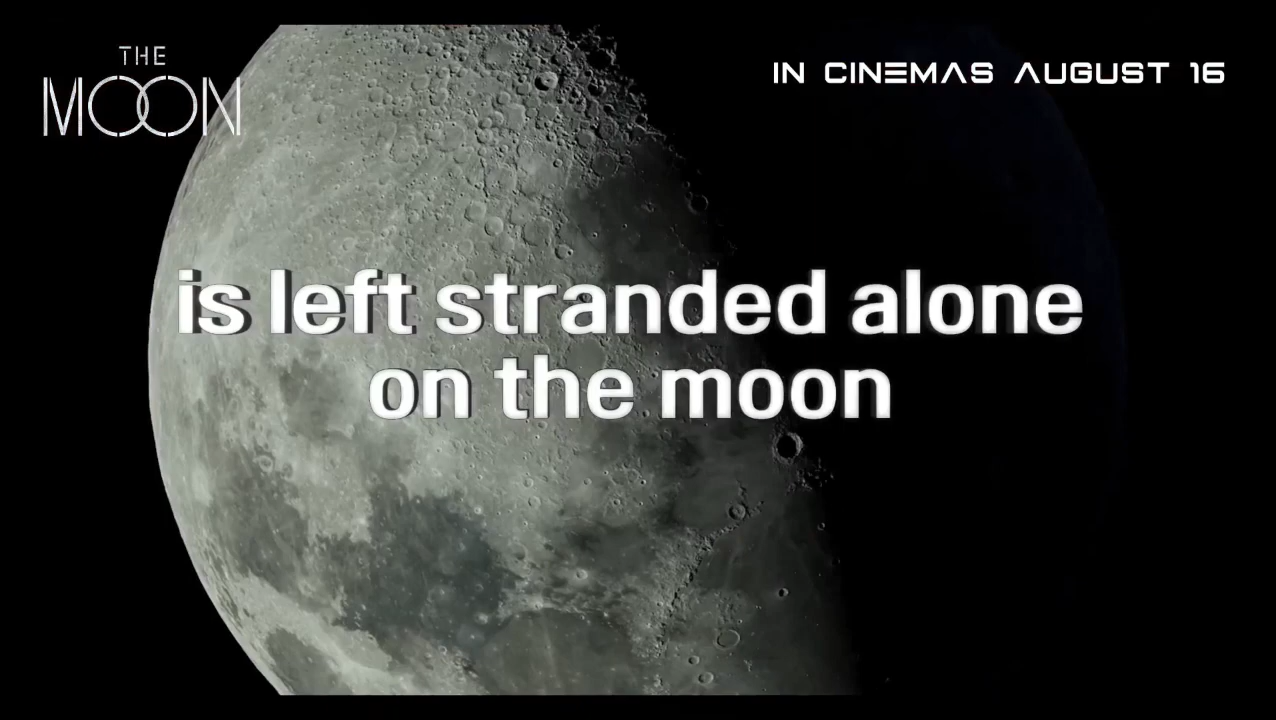 THE
MOON
IN CINEMAS AUGUST 16
is left stranded alone
on the moon